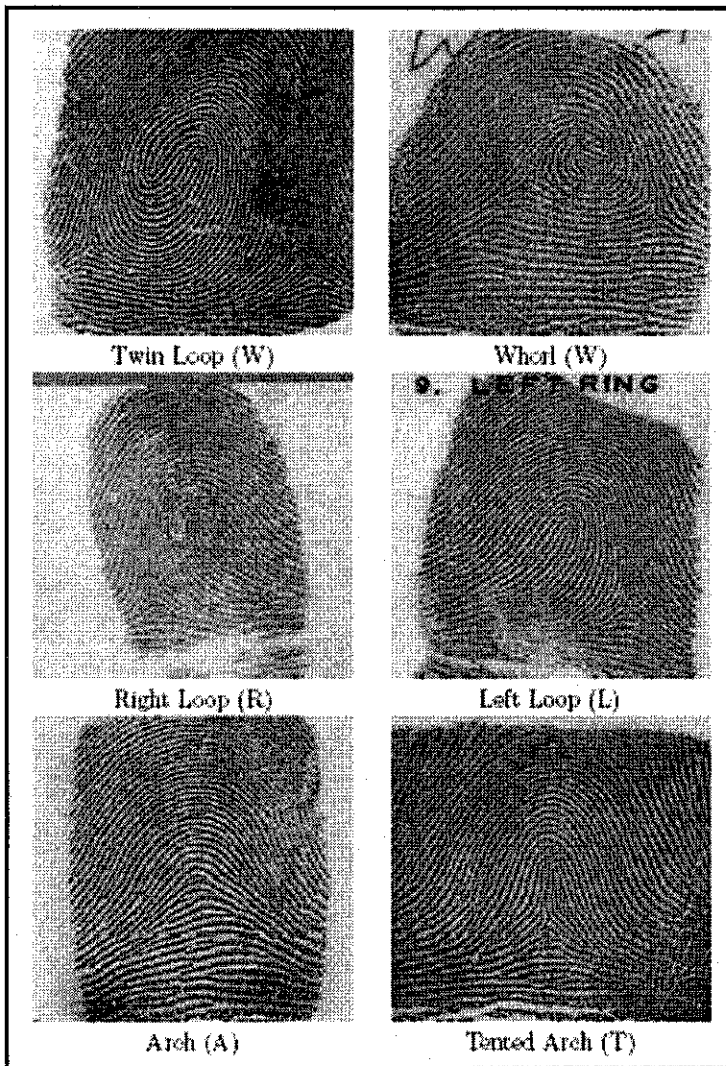 Twin Loop (W)
Whorl (W)
9. LEFT RING
Right Loop (R)
Left Loop (L)
Arch (A)
Tented Arch (T)